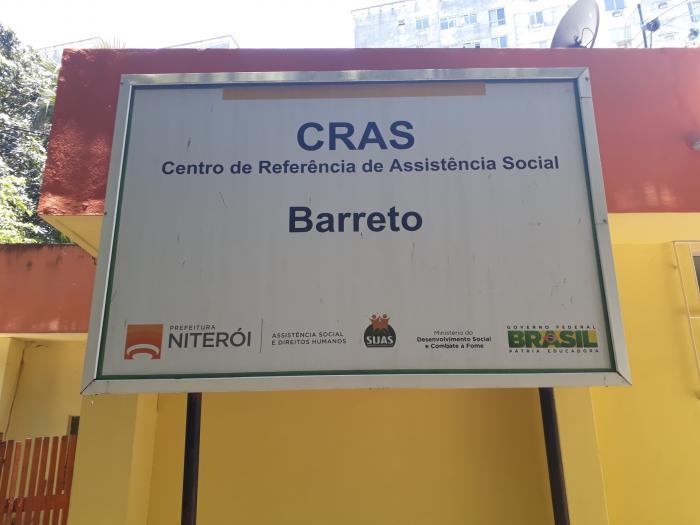 CRAS
Centro de Referência de Assistência Social
Barreto
PREFEITURA
NITERÓI
ASSISTÊNCIA SOCIAL
E DIREITOS HUMANOS
SUAS
Ministério do
Desenvolvimento Social
e Combate à Fome
GOVERNO FEDERAL
BRASIL
PÁTRIA EDUCADORA